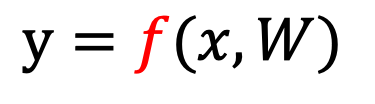 y = f(x, W)